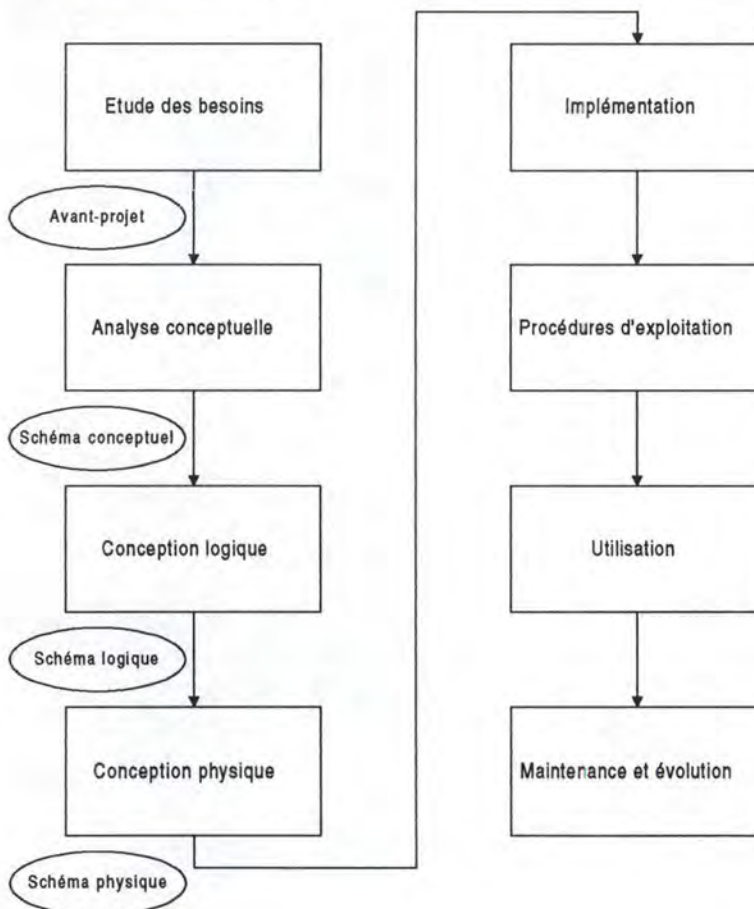 Etude des besoins
Avant-projet
Analyse conceptuelle
Schéma conceptuel
Conception logique
Schéma logique
Conception physique
Schéma physique
Implémentation
Procédures d'exploitation
Utilisation
Maintenance et évolution